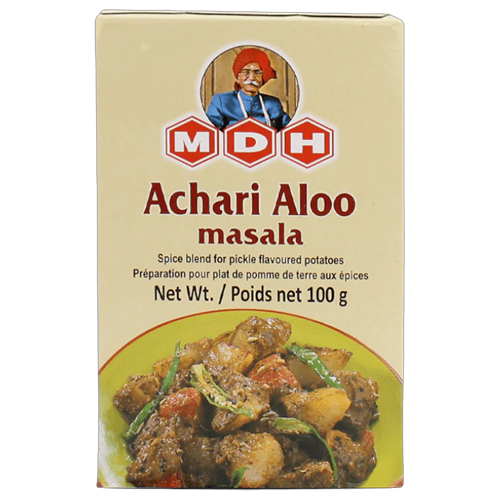 MDH
Achari Aloo
masala
Spice blend for pickle flavoured potatoes
Préparation pour plat de pomme de terre aux épices
Net Wt. / Poids net 100 g